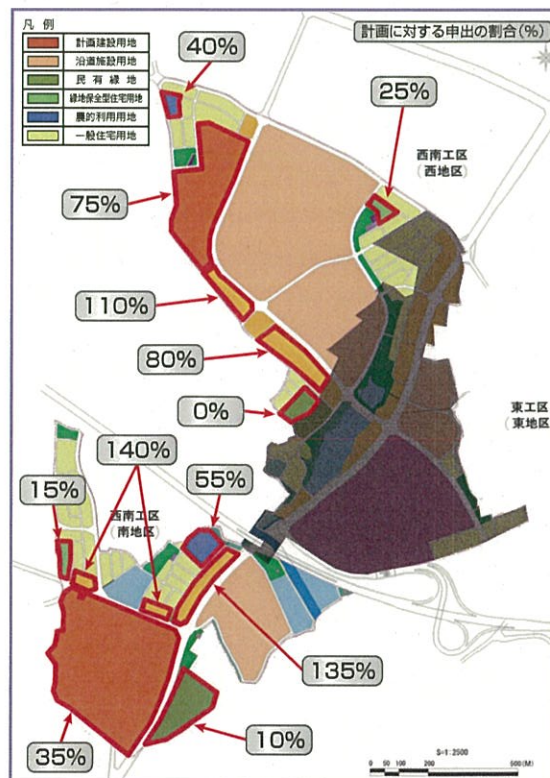 凡例
計画建設用地
沿道施設用地
民有緑地
緑地保全型住宅用地
農的利用用地
一般住宅用地
計画に対する申出の割合(%)
40%
25%
西南工区
(西地区)
75%
110%
80%
0%
東工区
(東地区)
140%
55%
15%
西南工区
(南地区)
135%
10%
35%
S=1:2500
0 50 100 200 500(M)